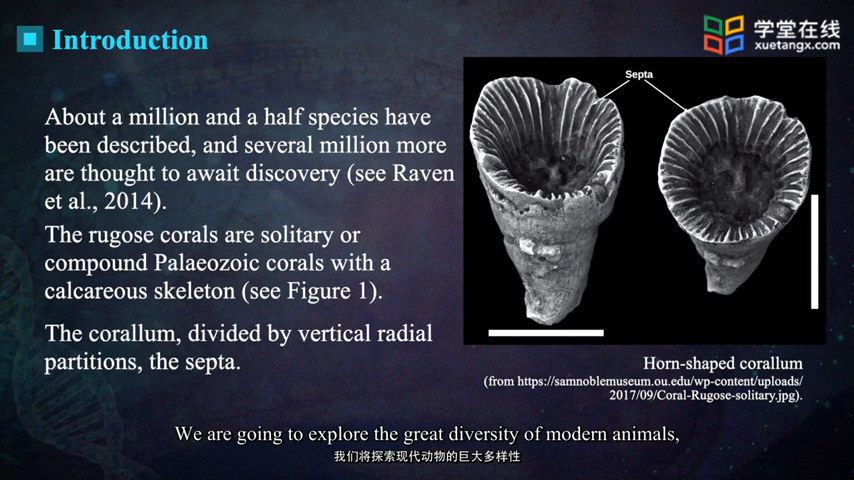 Introduction
学堂在线
xuetangx.com
About a million and a half species have
been described, and several million more
are thought to await discovery (see Raven
et al., 2014).
The rugose corals are solitary or
compound Palaeozoic corals with a
calcareous skeleton (see Figure 1).
The corallum, divided by vertical radial
partitions, the septa.
Septa
Horn-shaped corallum
(from https://samnoblemuseum.ou.edu/wp-content/uploads/
2017/09/Coral-Rugose-solitary.jpg).
We are going to explore the great diversity of modern animals,
我们将探索现代动物的巨大多样性